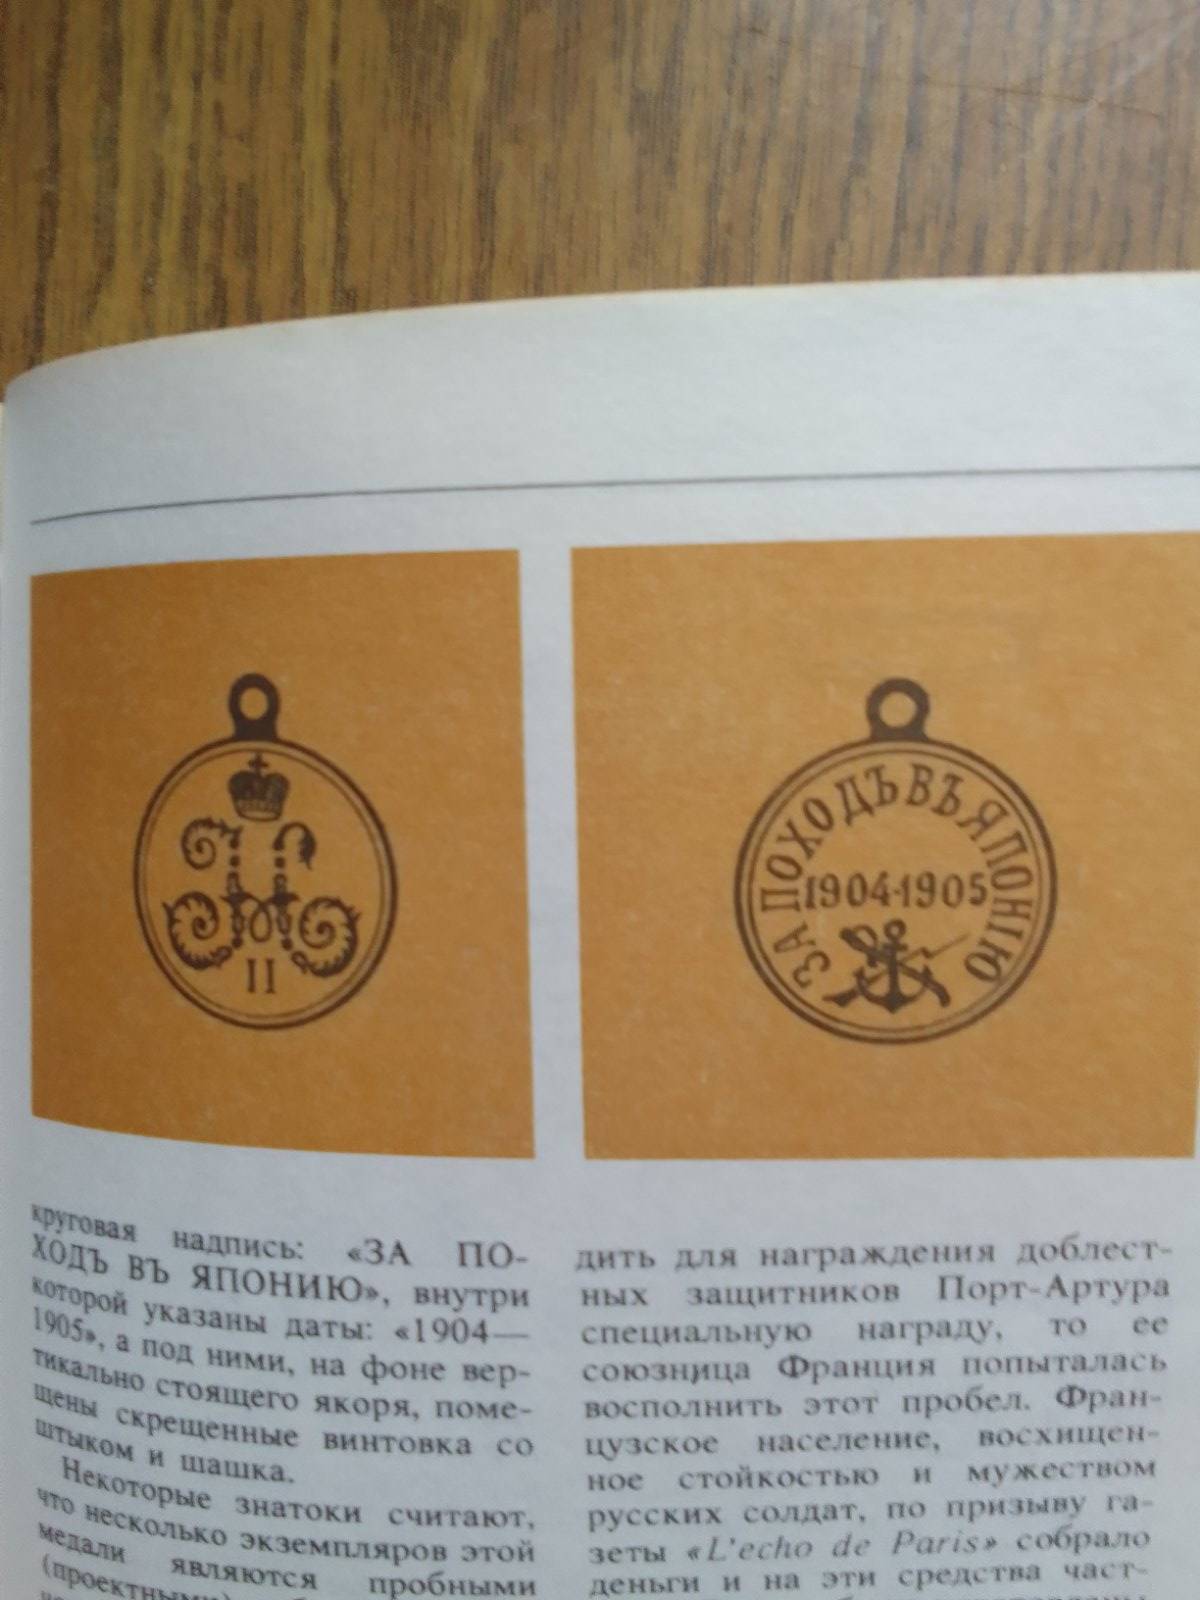 II
ЗА ПОХОДЪ ВЪ ЯПОНІЮ
1904·1905
круговая надпись: «ЗА ПО-
ХОДЪ ВЪ ЯПОНИЮ», внутри
которой указаны даты: «1904—
1905», а под ними, на фоне вер-
тикально стоящего якоря, поме-
щены скрещенные винтовка со
штыком и шашка.
Некоторые знатоки считают,
что несколько экземпляров этой
медали являются пробными
(проектными)
дить для награждения доблест-
ных защитников Порт-Артура
специальную награду, то ее
союзница Франция попыталась
восполнить этот пробел. Фран-
цузское население, восхищен-
ное стойкостью и мужеством
русских солдат, по призыву га-
зеты «L'echo de Paris» собрало
деньги и на эти средства част-